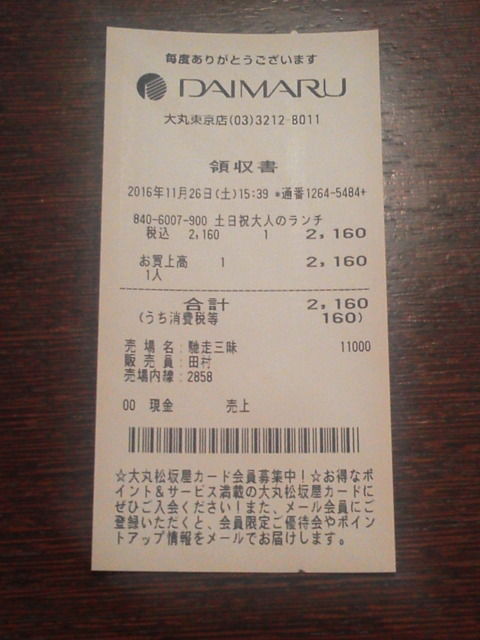 毎度ありがとうございます
DAIMARU
大丸東京店(03)3212-8011
領収書
2016年11月26日(土)15:39 *通番1264-5484+
840-6007-900 土日祝大人のランチ
税込 2,160 1 2,160
お買上高 1 2,160
1人
合計 2,160
(うち消費税等 160)
売場名:馳走三昧 11000
販売員:田村
売場内線:2858
00 現金 売上
☆大丸松坂屋カード会員募集中!☆お得なポ
イント&サービス満載の大丸松坂屋カードに
ぜひご入会ください!また、メール会員にご
登録いただくと、会員限定ご優待会やポイン
トアップ情報をメールでお届けします。